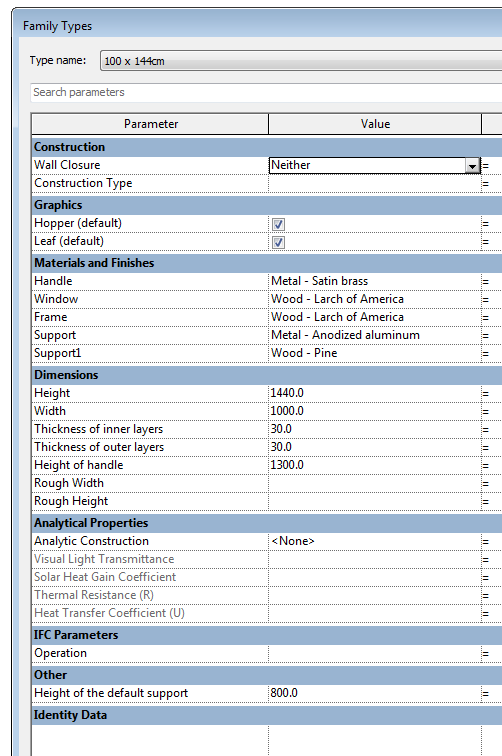 Family Types
Type name: 100 x 144cm
Search parameters
Parameter Value
Construction
Wall Closure Neither =
Construction Type =
Graphics
Hopper (default) =
Leaf (default) =
Materials and Finishes
Handle Metal - Satin brass =
Window Wood - Larch of America =
Frame Wood - Larch of America =
Support Metal - Anodized aluminum =
Support1 Wood - Pine =
Dimensions
Height 1440.0 =
Width 1000.0 =
Thickness of inner layers 30.0 =
Thickness of outer layers 30.0 =
Height of handle 1300.0 =
Rough Width =
Rough Height =
Analytical Properties
Analytic Construction <None> =
Visual Light Transmittance =
Solar Heat Gain Coefficient =
Thermal Resistance (R) =
Heat Transfer Coefficient (U) =
IFC Parameters
Operation =
Other
Height of the default support 800.0 =
Identity Data